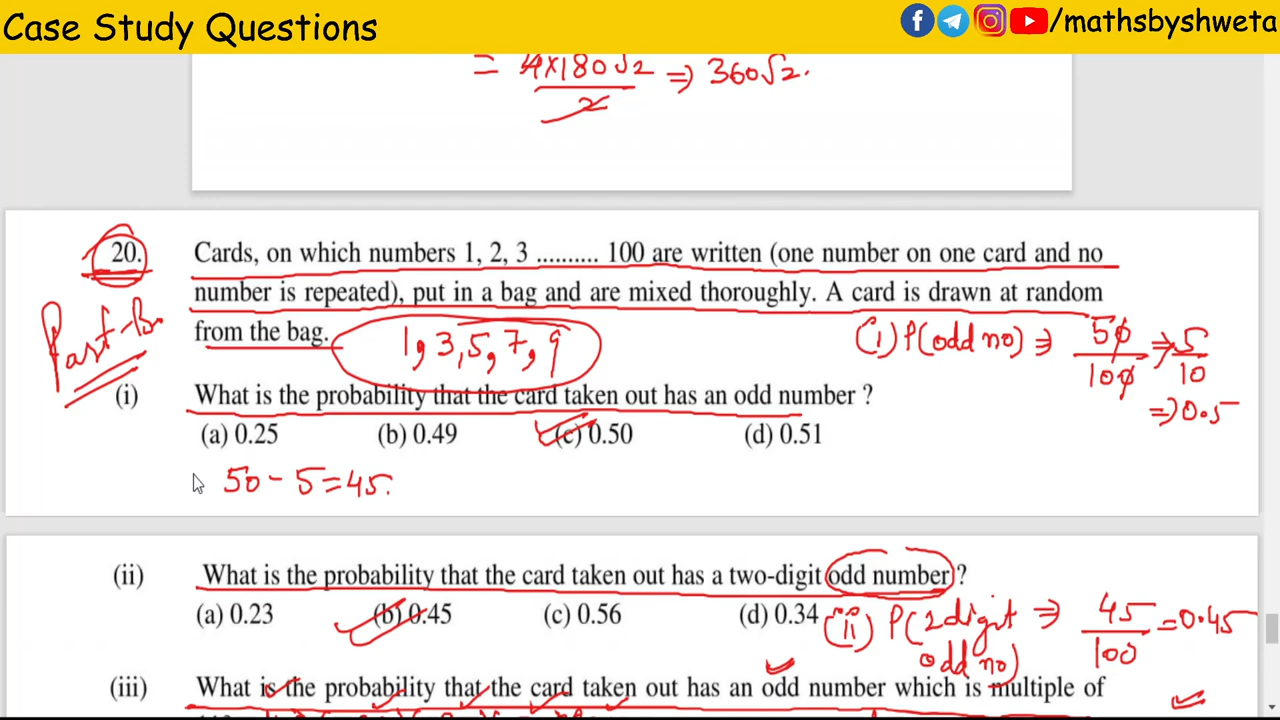 Case Study Questions
/mathsbyshweta
= 4×180√2 / 2 ⇒ 360√2.
20. Cards, on which numbers 1, 2, 3 .......... 100 are written (one number on one card and no
number is repeated), put in a bag and are mixed thoroughly. A card is drawn at random
from the bag.
Part-B
1, 3, 5, 7, 9
(i) P(odd no) ⇒ 50/100 ⇒ 5/10
⇒ 0.5
(i) What is the probability that the card taken out has an odd number ?
(a) 0.25 (b) 0.49 (c) 0.50 (d) 0.51
50 - 5 = 45.
(ii) What is the probability that the card taken out has a two-digit odd number ?
(a) 0.23 (b) 0.45 (c) 0.56 (d) 0.34
(ii) P(2 digit odd no) ⇒ 45/100 = 0.45
(iii) What is the probability that the card taken out has an odd number which is multiple of